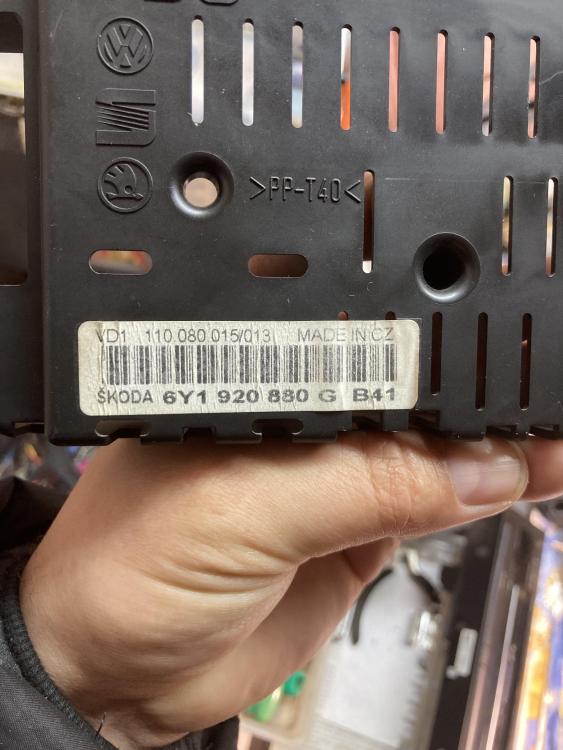 >PP-T40<
VD1 110.080.015/013 MADE IN CZ
ŠKODA 6Y1 920 880 G B41